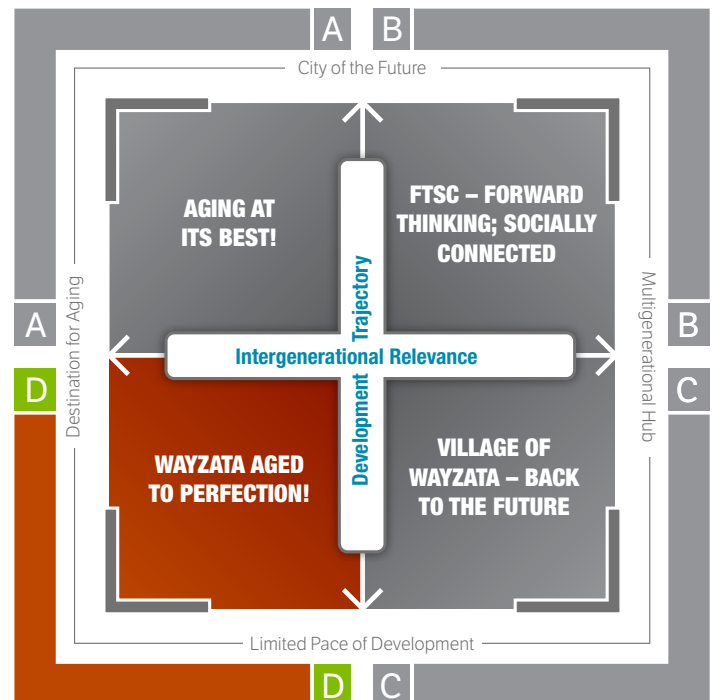 A
B
City of the Future
AGING AT
ITS BEST!
FTSC – FORWARD
THINKING; SOCIALLY
CONNECTED
A
B
Destination for Aging
Development Trajectory
Intergenerational Relevance
Multigenerational Hub
D
C
WAYZATA AGED
TO PERFECTION!
VILLAGE OF
WAYZATA – BACK
TO THE FUTURE
Limited Pace of Development
D
C